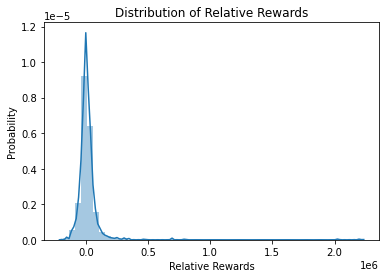 Distribution of Relative Rewards
1e-5
1.2
1.0
0.8
0.6
0.4
0.2
0.0
Probability
0.0 0.5 1.0 1.5 2.0
1e6
Relative Rewards